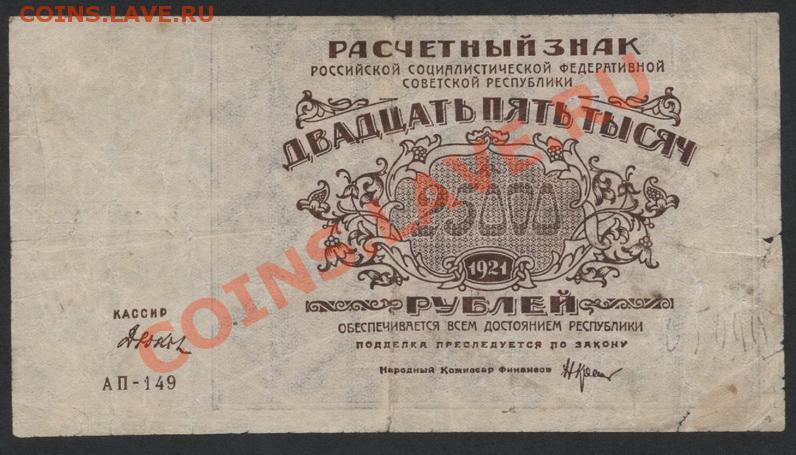 COINS.LAVE.RU
РАСЧЕТНЫЙ ЗНАК
РОССИЙСКОЙ СОЦИАЛИСТИЧЕСКОЙ ФЕДЕРАТИВНОЙ
СОВЕТСКОЙ РЕСПУБЛИКИ
ДВАДЦАТЬ ПЯТЬ ТЫСЯЧ
25000
1921
РУБЛЕЙ
ОБЕСПЕЧИВАЕТСЯ ВСЕМ ДОСТОЯНИЕМ РЕСПУБЛИКИ
ПОДДЕЛКА ПРЕСЛЕДУЕТСЯ ПО ЗАКОНУ
Народный Комиссар Финансов
КАССИР
АП-149
COINS.LAVE.RU